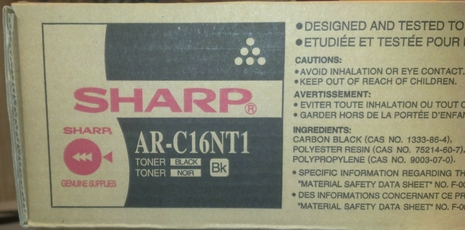 SHARP®
SHARP®
GENUINE SUPPLIES
AR-C16NT1
TONER BLACK
TONER NOIR
Bk
●DESIGNED AND TESTED TO
●ETUDIÉE ET TESTÉE POUR
CAUTIONS:
•AVOID INHALATION OR EYE CONTACT.
•KEEP OUT OF REACH OF CHILDREN.
AVERTISSEMENT:
• EVITER TOUTE INHALATION OU TOUT
• GARDER HORS DE LA PORTÉE D'ENFA
INGREDIENTS:
CARBON BLACK (CAS NO. 1333-86-4).
POLYESTER RESIN (CAS NO. 75214-60-7).
POLYPROPYLENE (CAS NO. 9003-07-0).
• SPECIFIC INFORMATION REGARDING TH
"MATERIAL SAFETY DATA SHEET" NO. F-0
• DES INFORMATIONS CONCERNANT CE PR
"MATERIAL SAFETY DATA SHEET" NO. F-0